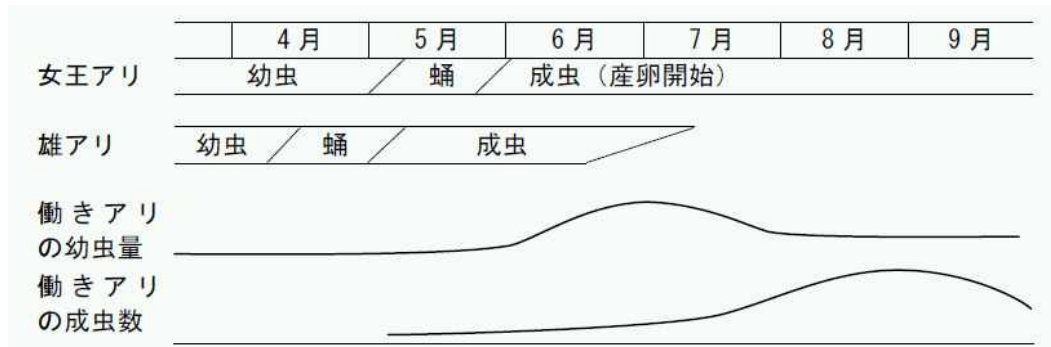 4月 5月 6月 7月 8月 9月
女王アリ 幼虫 蛹 成虫（産卵開始）
雄アリ 幼虫 蛹 成虫
働きアリ
の幼虫量
働きアリ
の成虫数